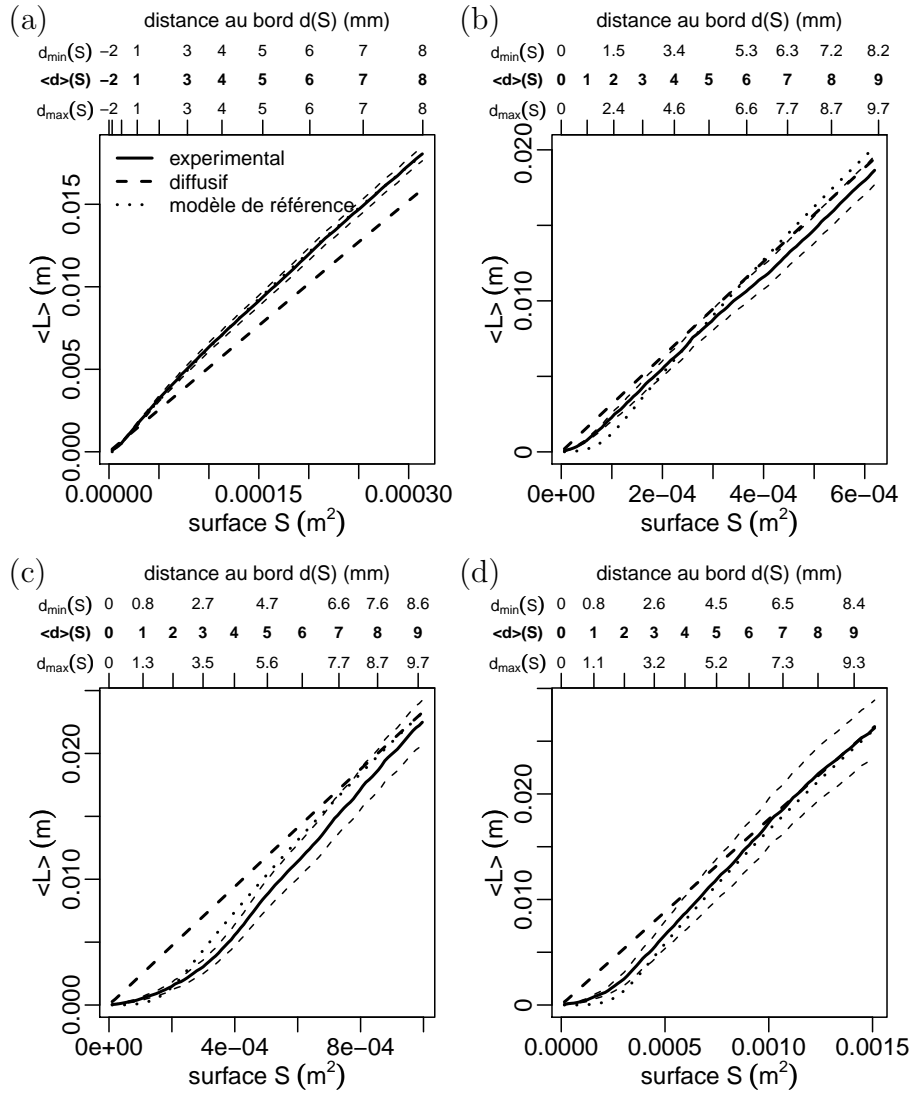 (a)
distance au bord d(S) (mm)
dmin(S) −2 1 3 4 5 6 7 8
<d>(S) −2 1 3 4 5 6 7 8
dmax(S) −2 1 3 4 5 6 7 8
experimental
diffusif
modèle de référence
<L> (m)
0.000 0.005 0.010 0.015
0.00000 0.00015 0.00030
surface S (m2)
(b)
distance au bord d(S) (mm)
dmin(S) 0 1.5 3.4 5.3 6.3 7.2 8.2
<d>(S) 0 1 2 3 4 5 6 7 8 9
dmax(S) 0 2.4 4.6 6.6 7.7 8.7 9.7
<L> (m)
0 0.010 0.020
0e+00 2e−04 4e−04 6e−04
surface S (m2)
(c)
distance au bord d(S) (mm)
dmin(S) 0 0.8 2.7 4.7 6.6 7.6 8.6
<d>(S) 0 1 2 3 4 5 6 7 8 9
dmax(S) 0 1.3 3.5 5.6 7.7 8.7 9.7
<L> (m)
0.000 0.010 0.020
0e+00 4e−04 8e−04
surface S (m2)
(d)
distance au bord d(S) (mm)
dmin(S) 0 0.8 2.6 4.5 6.5 8.4
<d>(S) 0 1 2 3 4 5 6 7 8 9
dmax(S) 0 1.1 3.2 5.2 7.3 9.3
<L> (m)
0 0.010 0.020
0.0000 0.0005 0.0010 0.0015
surface S (m2)